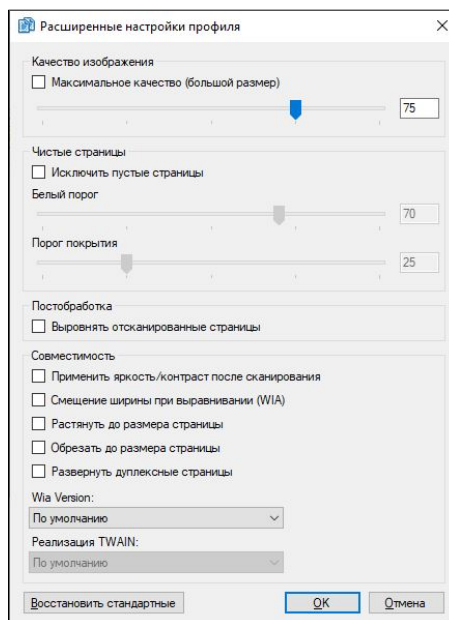 Расширенные настройки профиля
Качество изображения
Максимальное качество (большой размер)
75
Чистые страницы
Исключить пустые страницы
Белый порог
70
Порог покрытия
25
Постобработка
Выровнять отсканированные страницы
Совместимость
Применить яркость/контраст после сканирования
Смещение ширины при выравнивании (WIA)
Растянуть до размера страницы
Обрезать до размера страницы
Развернуть дуплексные страницы
Wia Version:
По умолчанию
Реализация TWAIN:
По умолчанию
Восстановить стандартные OK Отмена